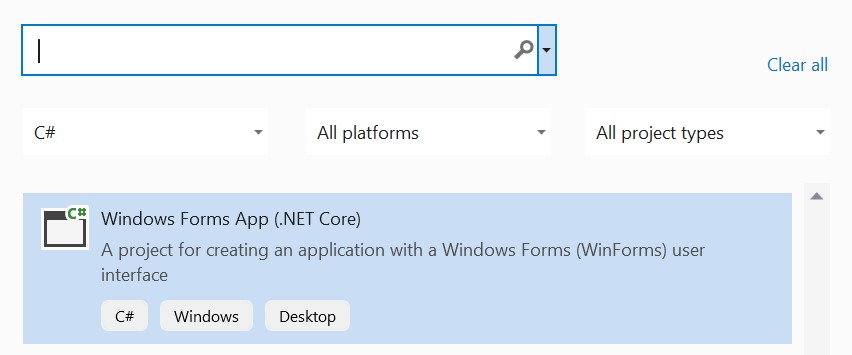 Clear all
C#
All platforms
All project types
C#
Windows Forms App (.NET Core)
A project for creating an application with a Windows Forms (WinForms) user
interface
C#
Windows
Desktop